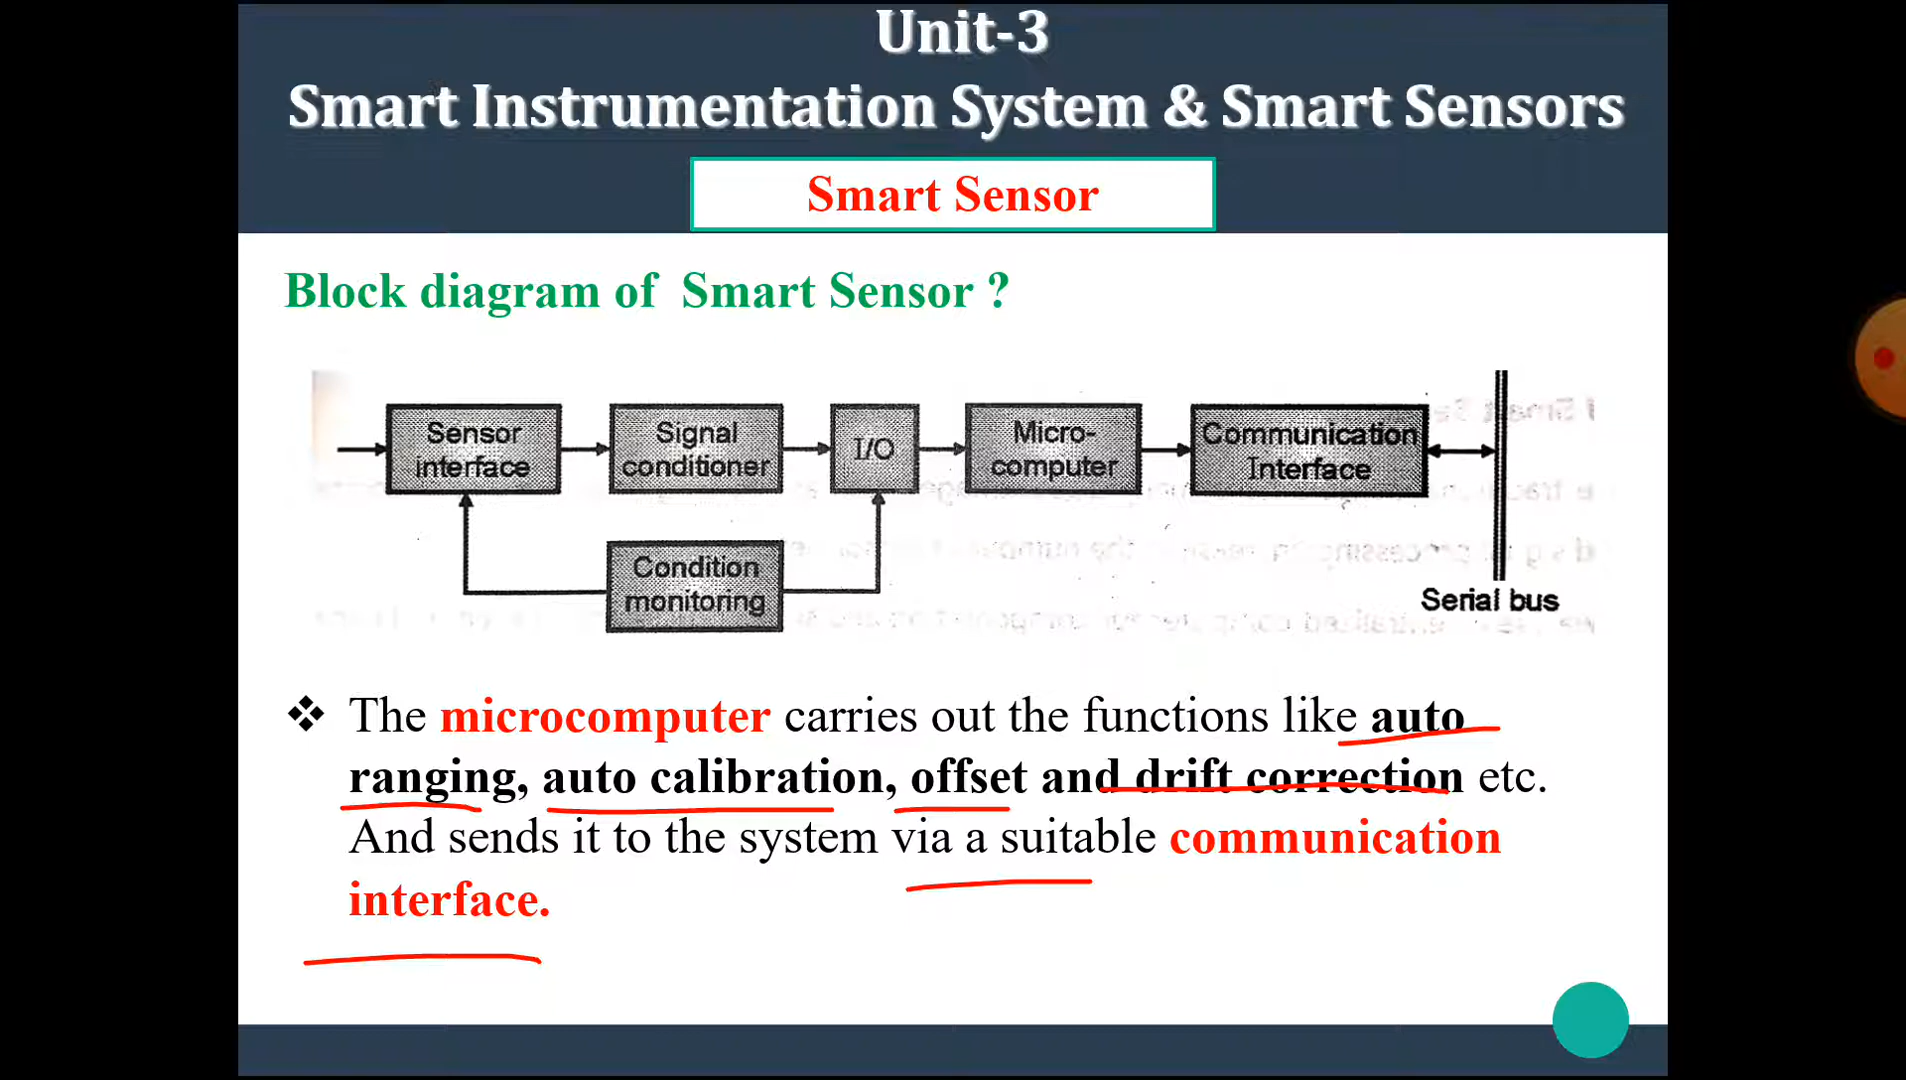 Unit-3
Smart Instrumentation System & Smart Sensors
Smart Sensor
Block diagram of Smart Sensor ?
Sensor
interface
Signal
conditioner
I/O
Micro-
computer
Communication
Interface
Condition
monitoring
Serial bus
❖ The microcomputer carries out the functions like auto
ranging, auto calibration, offset and drift correction etc.
And sends it to the system via a suitable communication
interface.